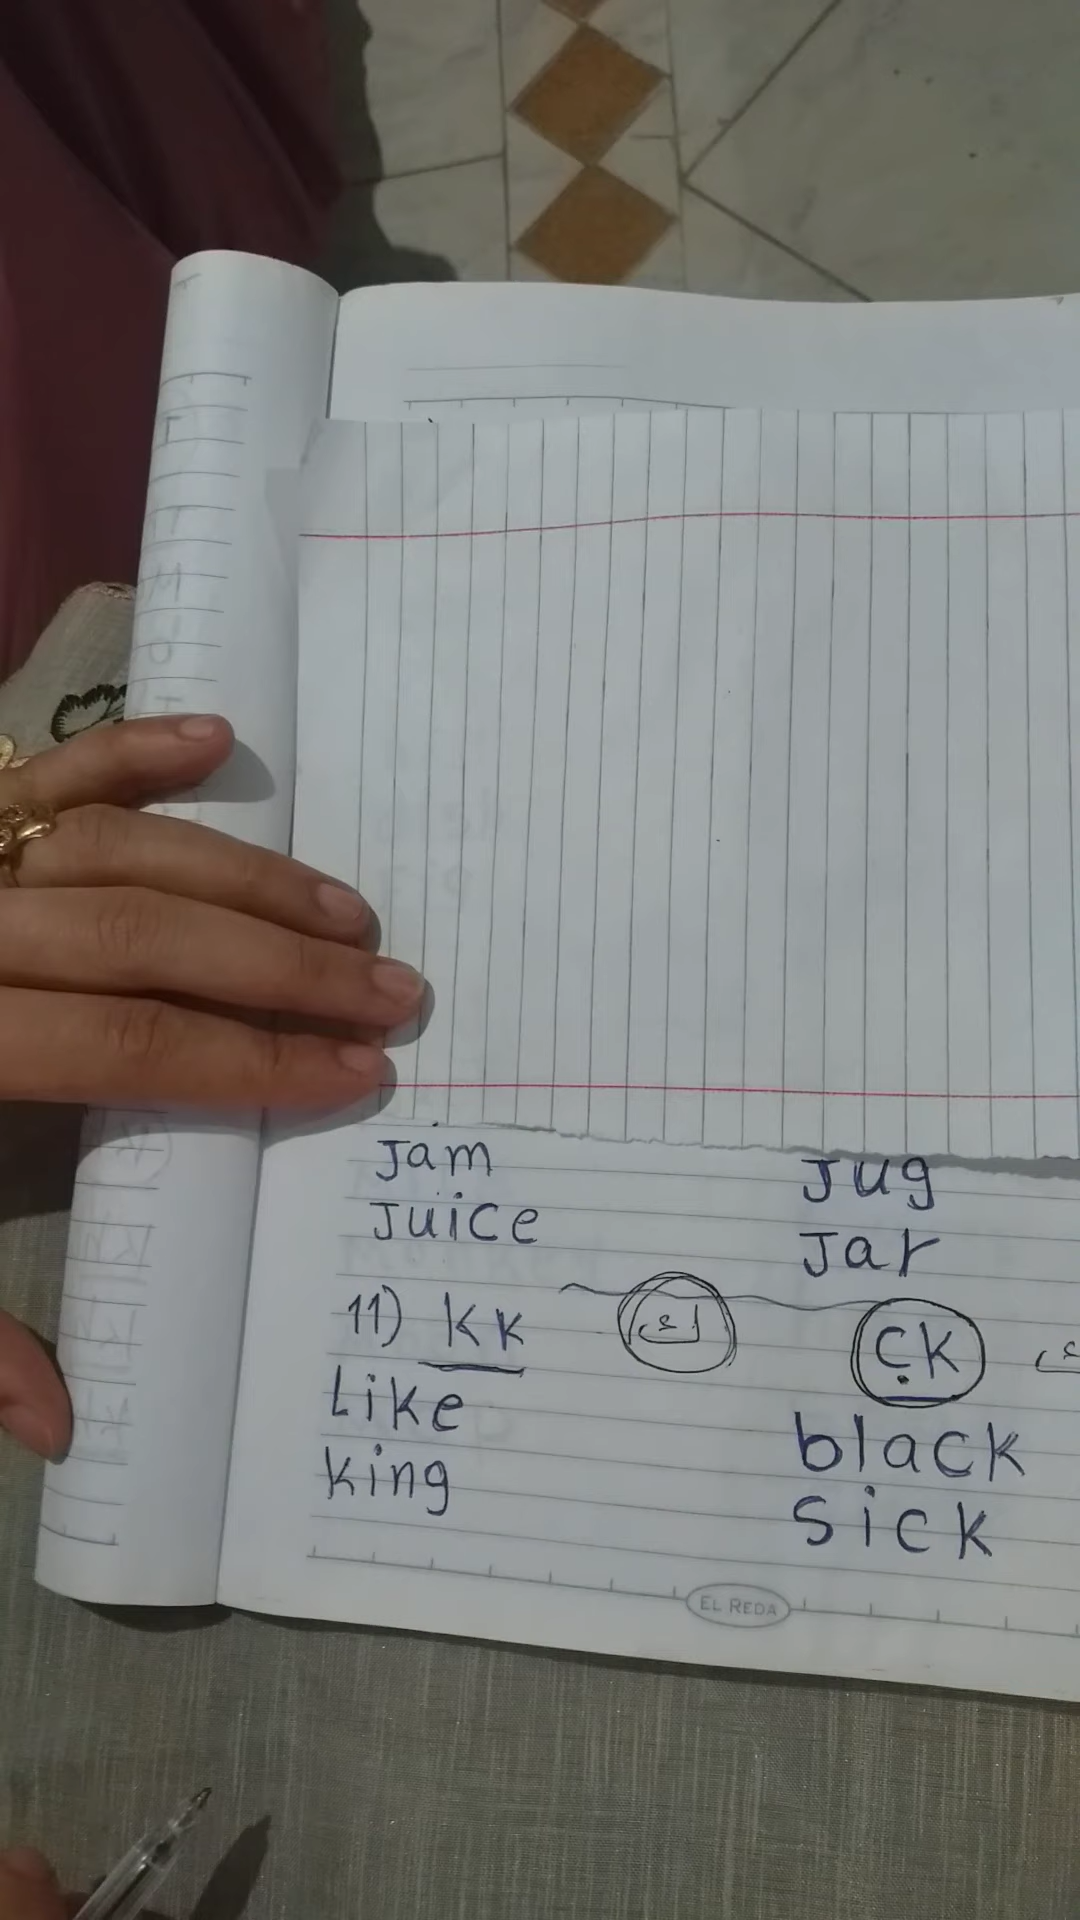 Jam Jug
Juice Jar
11) Kk ك ck ك
Like black
King Sick
EL REDA